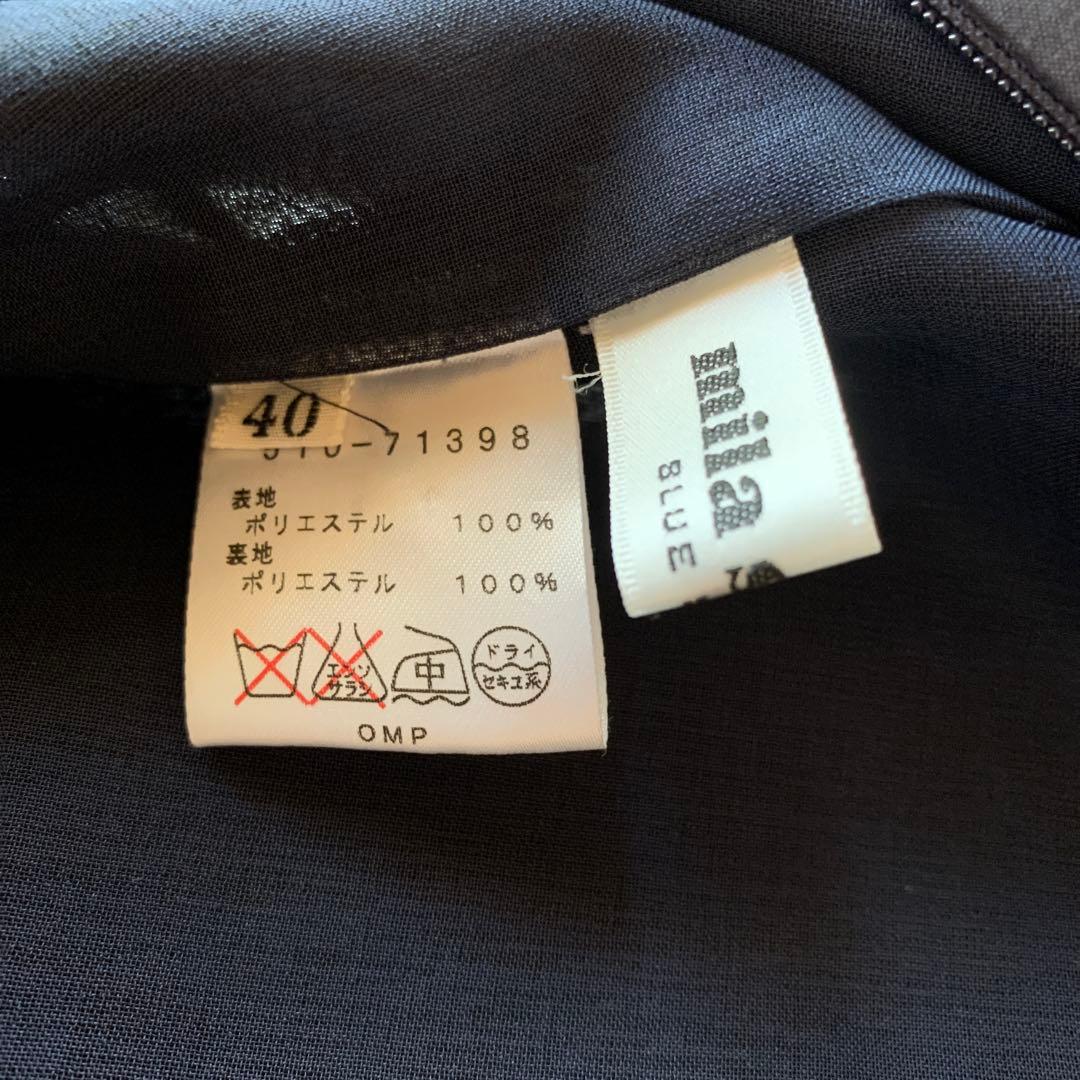 40
-71398
表地
ポリエステル 100%
裏地
ポリエステル 100%
エンソ
サラシ
中
ドライ
セキユ系
OMP
BLUE